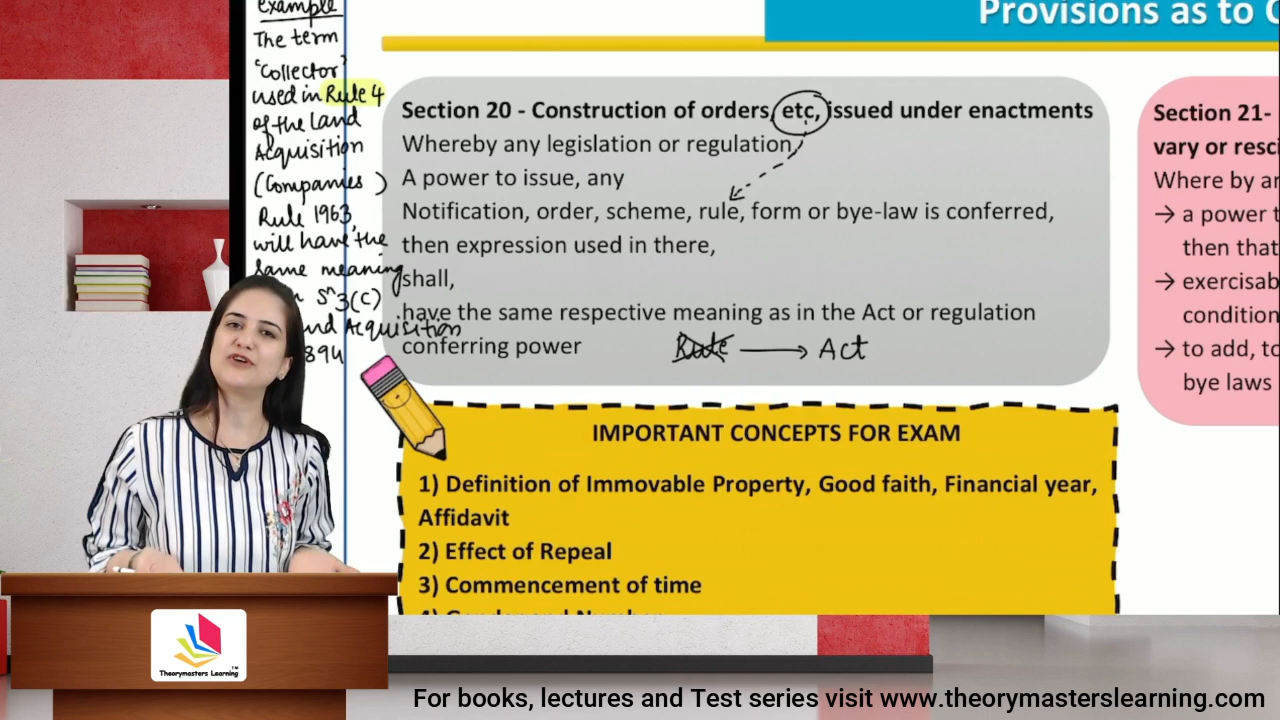 Example
The term
"Collector"
used in Rule 4
of the Land
Acquisition
(Companies)
Rule 1963,
will have the
same meaning
S^n 3(C)
nd Acquisition
894
Provisions as to
Section 20 - Construction of orders, etc, issued under enactments
Whereby any legislation or regulation,
A power to issue, any
Notification, order, scheme, rule, form or bye-law is conferred,
then expression used in there,
shall,
have the same respective meaning as in the Act or regulation
conferring power
Rule → Act
Section 21-
vary or resci
Where by an
→ a power t
then that
→ exercisab
condition
→ to add, to
bye laws
IMPORTANT CONCEPTS FOR EXAM
1) Definition of Immovable Property, Good faith, Financial year,
Affidavit
2) Effect of Repeal
3) Commencement of time
Theorymasters Learning™
For books, lectures and Test series visit www.theorymasterslearning.com